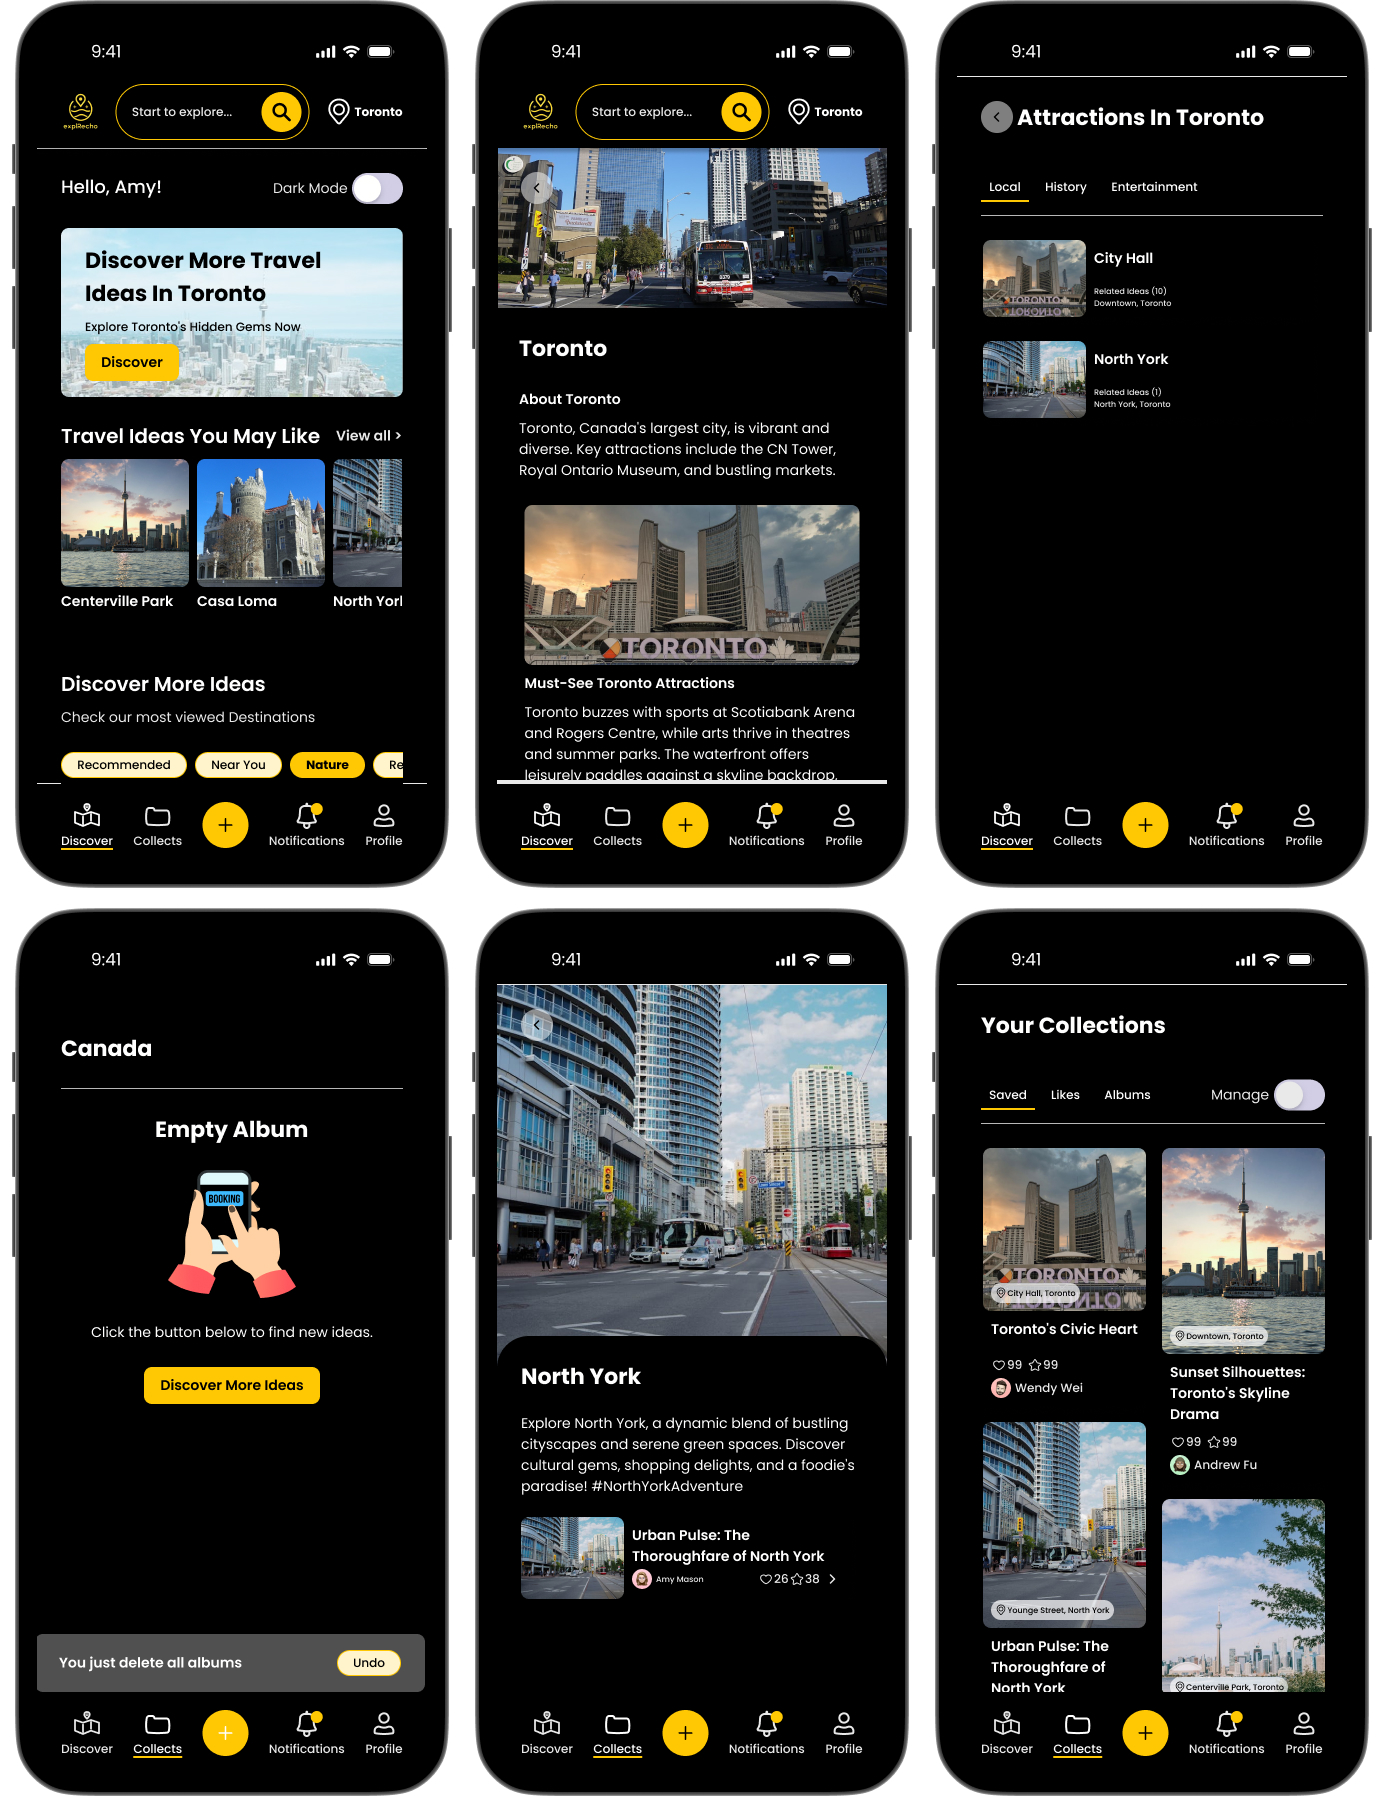 9:41
explRecha
Start to explore...
Toronto
Hello, Amy!
Dark Mode
Discover More Travel
Ideas In Toronto
Explore Toronto's Hidden Gems Now
Discover
Travel Ideas You May Like
View all >
Centerville Park
Casa Loma
North Yorl
Discover More Ideas
Check our most viewed Destinations
Recommended
Near You
Nature
Re
Discover
Collects
Notifications
Profile
9:41
explRecha
Start to explore...
Toronto
Toronto
About Toronto
Toronto, Canada's largest city, is vibrant and
diverse. Key attractions include the CN Tower,
Royal Ontario Museum, and bustling markets.
TORONTO
Must-See Toronto Attractions
Toronto buzzes with sports at Scotiabank Arena
and Rogers Centre, while arts thrive in theatres
and summer parks. The waterfront offers
leisurely paddles against a skyline backdrop.
Discover
Collects
Notifications
Profile
9:41
Attractions In Toronto
Local
History
Entertainment
TORONTO
City Hall
Related Ideas (10)
Downtown, Toronto
North York
Related Ideas (1)
North York, Toronto
Discover
Collects
Notifications
Profile
9:41
Canada
Empty Album
BOOKING
Click the button below to find new ideas.
Discover More Ideas
You just delete all albums
Undo
Discover
Collects
Notifications
Profile
9:41
North York
Explore North York, a dynamic blend of bustling
cityscapes and serene green spaces. Discover
cultural gems, shopping delights, and a foodie's
paradise! #NorthYorkAdventure
Urban Pulse: The
Thoroughfare of North York
Amy Mason
26
38
Discover
Collects
Notifications
Profile
9:41
Your Collections
Saved
Likes
Albums
Manage
TORONTO
City Hall, Toronto
Toronto's Civic Heart
99
99
Wendy Wei
Downtown, Toronto
Sunset Silhouettes:
Toronto's Skyline
Drama
99
99
Andrew Fu
Younge Street, North York
Urban Pulse: The
Thoroughfare of
North York
Centerville Park, Toronto
Discover
Collects
Notifications
Profile